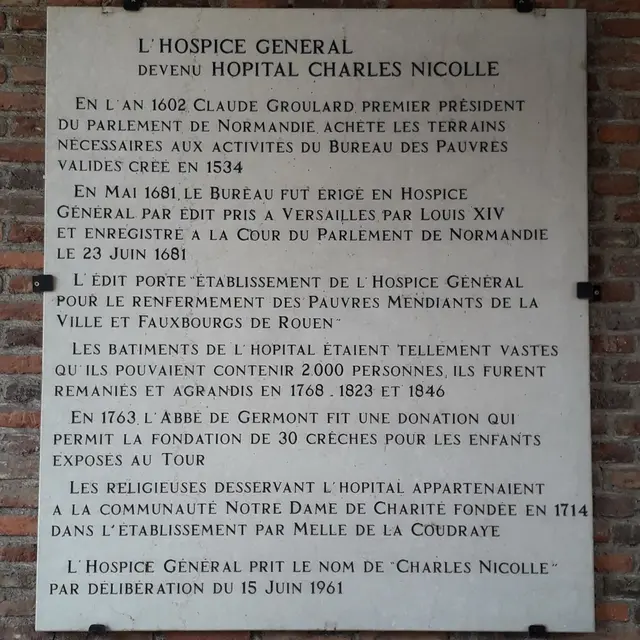 L'HOSPICE GENERAL
DEVENU HOPITAL CHARLES NICOLLE
EN L'AN 1602 CLAUDE GROULARD, PREMIER PRÉSIDENT
DU PARLEMENT DE NORMANDIE, ACHÈTE LES TERRAINS
NÉCESSAIRES AUX ACTIVITÉS DU BUREAU DES PAUVRES
VALIDES CRÉÉ EN 1534
EN MAI 1681, LE BUREAU FUT ÉRIGÉ EN HOSPICE
GÉNÉRAL PAR ÉDIT PRIS A VERSAILLES PAR LOUIS XIV
ET ENREGISTRÉ A LA COUR DU PARLEMENT DE NORMANDIE
LE 23 JUIN 1681
L'ÉDIT PORTE "ÉTABLISSEMENT DE L'HOSPICE GÉNÉRAL
POUR LE RENFERMEMENT DES PAUVRES MENDIANTS DE LA
VILLE ET FAUXBOURGS DE ROUEN"
LES BATIMENTS DE L'HOPITAL ÉTAIENT TELLEMENT VASTES
QU'ILS POUVAIENT CONTENIR 2.000 PERSONNES, ILS FURENT
REMANIÉS ET AGRANDIS EN 1768 . 1823 ET 1846
EN 1763, L'ABBÉ DE GERMONT FIT UNE DONATION QUI
PERMIT LA FONDATION DE 30 CRÈCHES POUR LES ENFANTS
EXPOSÉS AU TOUR
LES RELIGIEUSES DESSERVANT L'HOPITAL APPARTENAIENT
A LA COMMUNAUTÉ NOTRE DAME DE CHARITÉ FONDÉE EN 1714
DANS L'ÉTABLISSEMENT PAR MELLE DE LA COUDRAYE
L'HOSPICE GÉNÉRAL PRIT LE NOM DE "CHARLES NICOLLE"
PAR DÉLIBÉRATION DU 15 JUIN 1961